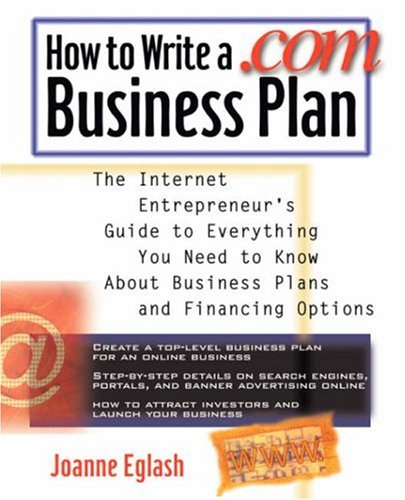 How to Write a .com
Business Plan
The Internet
Entrepreneur's
Guide to Everything
You Need to Know
About Business Plans
and Financing Options
@
CREATE A TOP-LEVEL BUSINESS PLAN
FOR AN ONLINE BUSINESS
STEP-BY-STEP DETAILS ON SEARCH ENGINES,
PORTALS, AND BANNER ADVERTISING ONLINE
HOW TO ATTRACT INVESTORS AND
LAUNCH YOUR BUSINESS
WWW.
Joanne Eglash